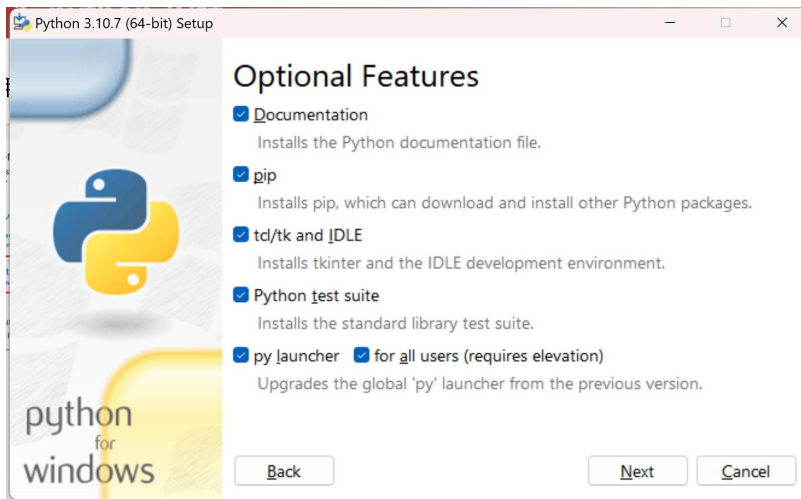 Python 3.10.7 (64-bit) Setup
Optional Features
Documentation
Installs the Python documentation file.
pip
Installs pip, which can download and install other Python packages.
tcl/tk and IDLE
Installs tkinter and the IDLE development environment.
Python test suite
Installs the standard library test suite.
py launcher for all users (requires elevation)
Upgrades the global 'py' launcher from the previous version.
python
for
windows
Back Next Cancel